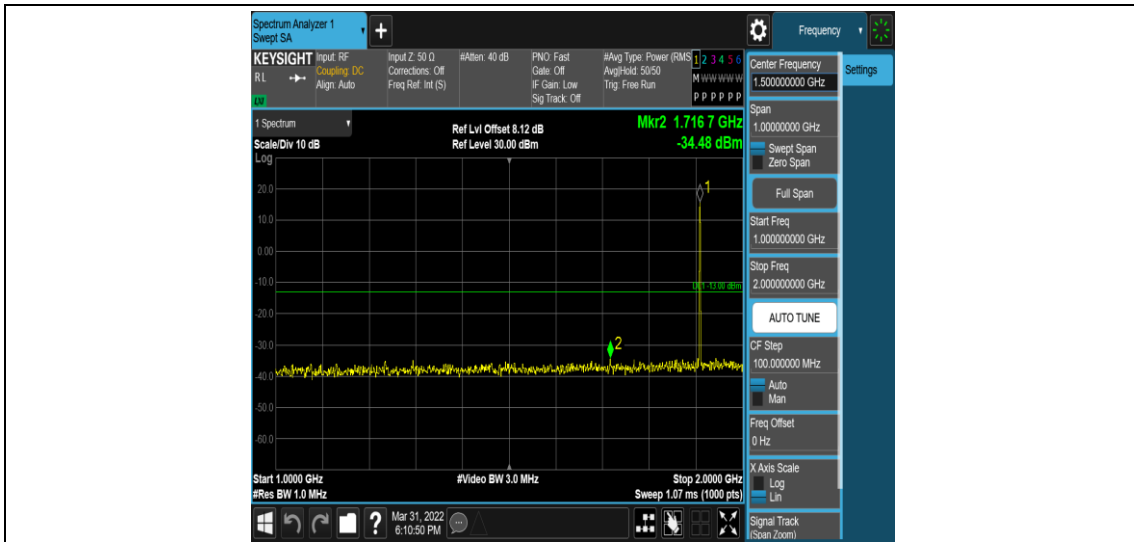 Spectrum Analyzer 1
Swept SA
+
Frequency
KEYSIGHT
RL
LXI
Input: RF
Coupling: DC
Align: Auto
Input Z: 50 Ω
Corrections: Off
Freq Ref: Int (S)
#Atten: 40 dB
PNO: Fast
Gate: Off
IF Gain: Low
Sig Track: Off
#Avg Type: Power (RMS
Avg|Hold: 50/50
Trig: Free Run
1 2 3 4 5 6
M W W W W W
P P P P P P
1 Spectrum
Scale/Div 10 dB
Ref Lvl Offset 8.12 dB
Ref Level 30.00 dBm
Mkr2 1.716 7 GHz
-34.48 dBm
Log
20.0
10.0
0.00
-10.0
-20.0
-30.0
-40.0
-50.0
-60.0
1
DL1 -13.00 dBm
2
Start 1.0000 GHz
#Res BW 1.0 MHz
#Video BW 3.0 MHz
Stop 2.0000 GHz
Sweep 1.07 ms (1000 pts)
Center Frequency
1.500000000 GHz
Settings
Span
1.00000000 GHz
Swept Span
Zero Span
Full Span
Start Freq
1.000000000 GHz
Stop Freq
2.000000000 GHz
AUTO TUNE
CF Step
100.000000 MHz
Auto
Man
Freq Offset
0 Hz
X Axis Scale
Log
Lin
Signal Track
(Span Zoom)
?
Mar 31, 2022
6:10:50 PM